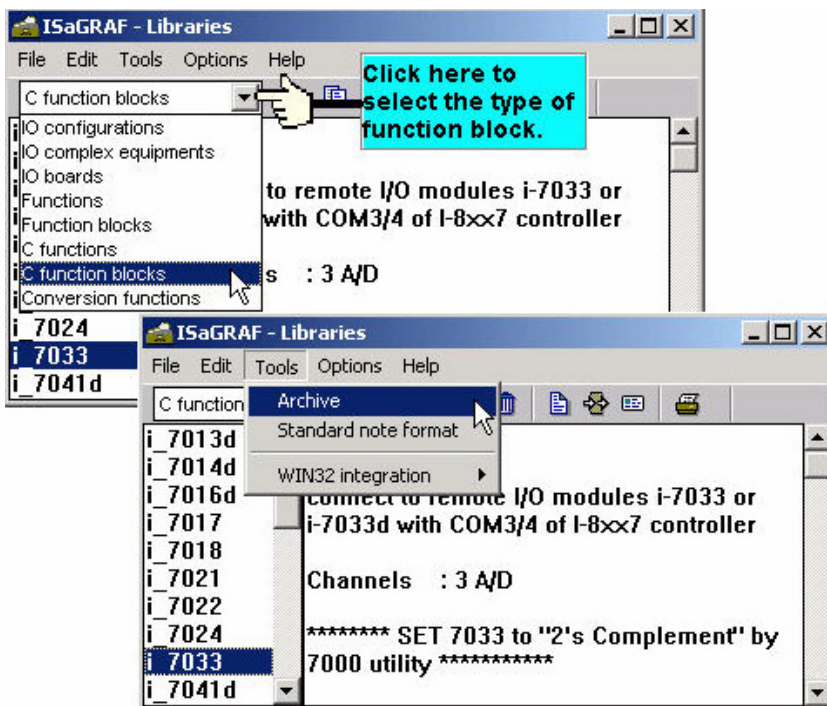 ISaGRAF - Libraries
File Edit Tools Options Help
C function blocks
Click here to
select the type of
function block.
IO configurations
IO complex equipments
IO boards
Functions
Function blocks
C functions
C function blocks
Conversion functions
to remote I/O modules i-7033 or
with COM3/4 of I-8xx7 controller
s : 3 A/D
i_7024
i_7033
i_7041d
ISaGRAF - Libraries
File Edit Tools Options Help
C function
Archive
Standard note format
WIN32 integration
i_7013d
i_7014d
i_7016d
i_7017
i_7018
i_7021
i_7022
i_7024
i_7033
i_7041d
Connect to remote I/O modules i-7033 or
i-7033d with COM3/4 of I-8xx7 controller
Channels : 3 A/D
******** SET 7033 to "2's Complement" by
7000 utility ***********